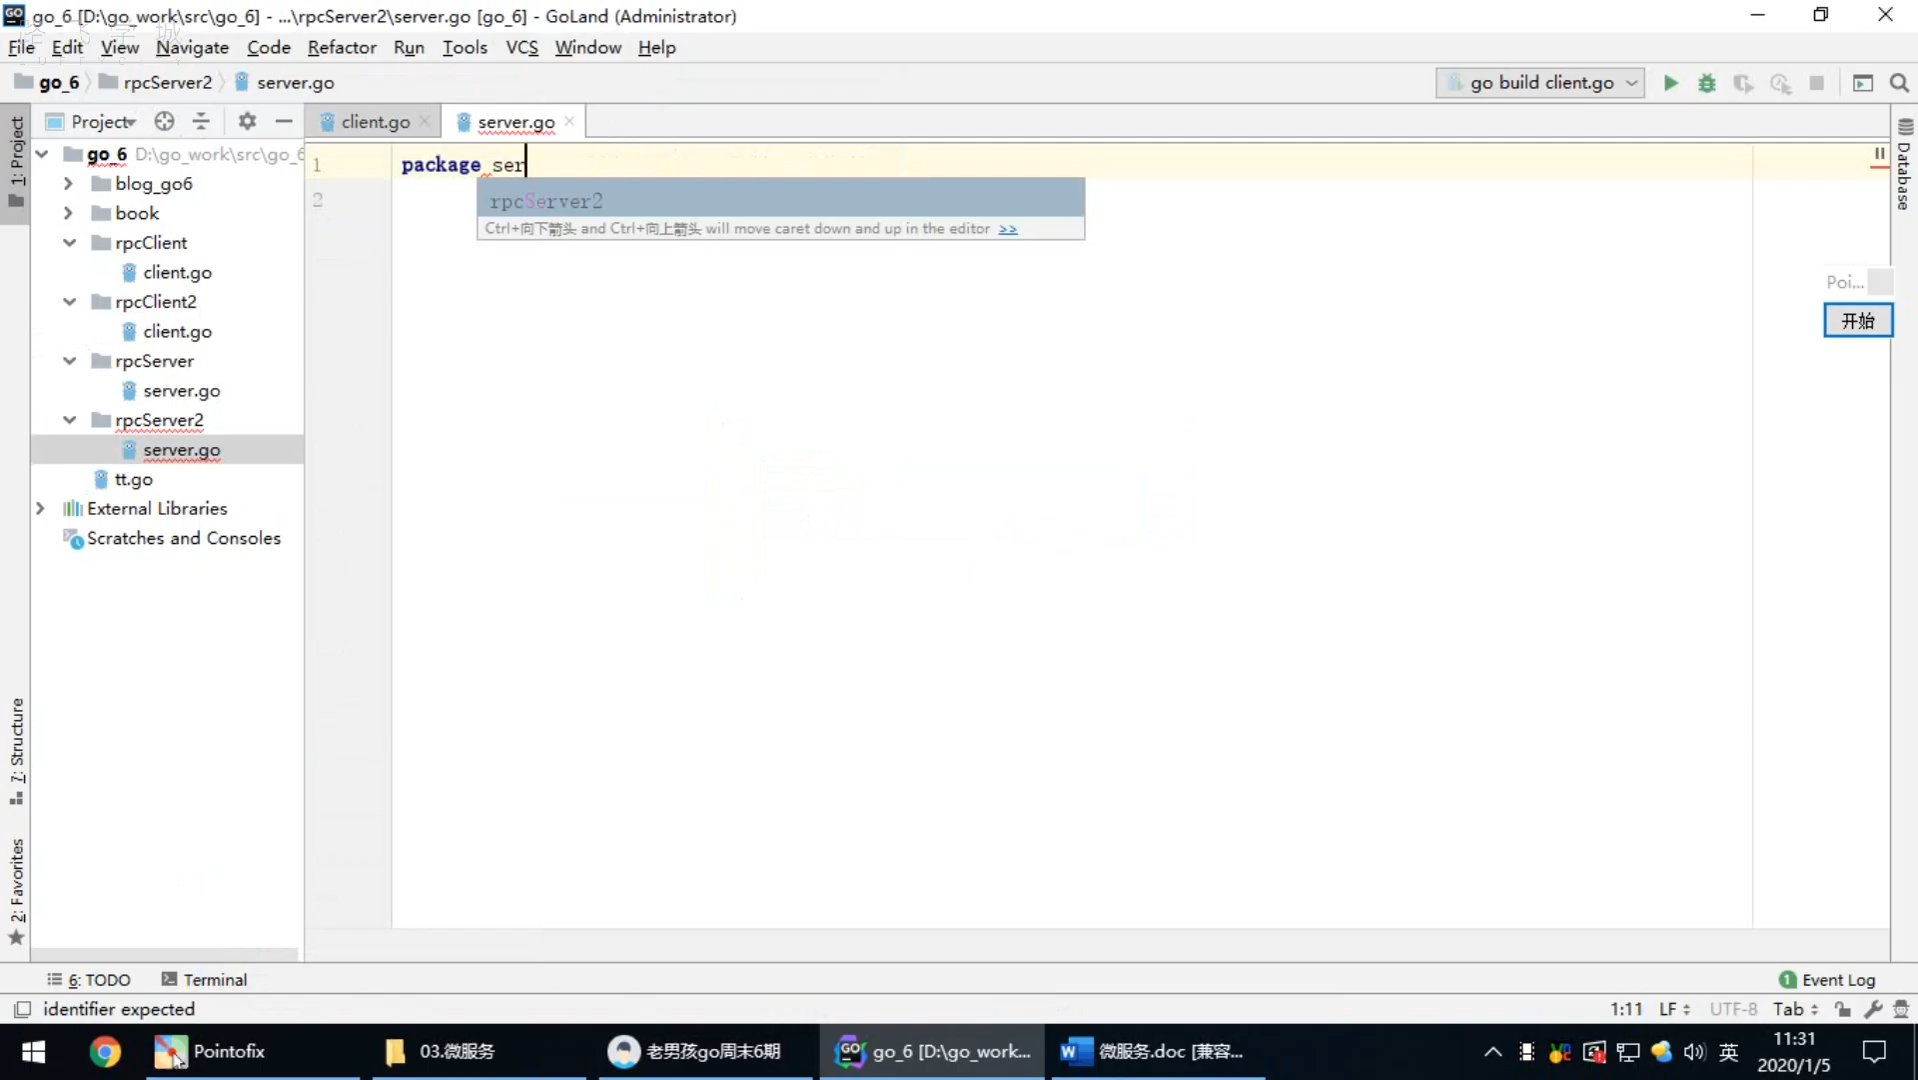 go_6 [D:\go_work\src\go_6] - ...\rpcServer2\server.go [go_6] - GoLand (Administrator)
File Edit View Navigate Code Refactor Run Tools VCS Window Help
go_6 rpcServer2 server.go
go build client.go
Project
client.go
server.go
1: Project
go_6 D:\go_work\src\go_6
blog_go6
book
rpcClient
client.go
rpcClient2
client.go
rpcServer
server.go
rpcServer2
server.go
tt.go
External Libraries
Scratches and Consoles
1 package ser
2
rpcServer2
Ctrl+向下箭头 and Ctrl+向上箭头 will move caret down and up in the editor >>
Database
Poi...
开始
7: Structure
2: Favorites
6: TODO Terminal
1 Event Log
identifier expected
1:11 LF UTF-8 Tab
Pointofix
03.微服务
老男孩go周末6期
go_6 [D:\go_work...
微服务.doc [兼容...
英
11:31
2020/1/5